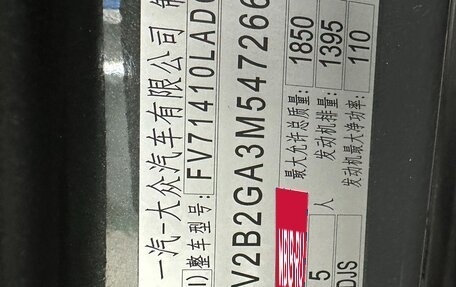 一汽-大众汽车有限公司 制
I) 整车型号: FV71410LADC
V2B2GA3M547266
最大允许总质量: 1850
5 人 发动机排量: 1395
DJS 发动机最大净功率: 110